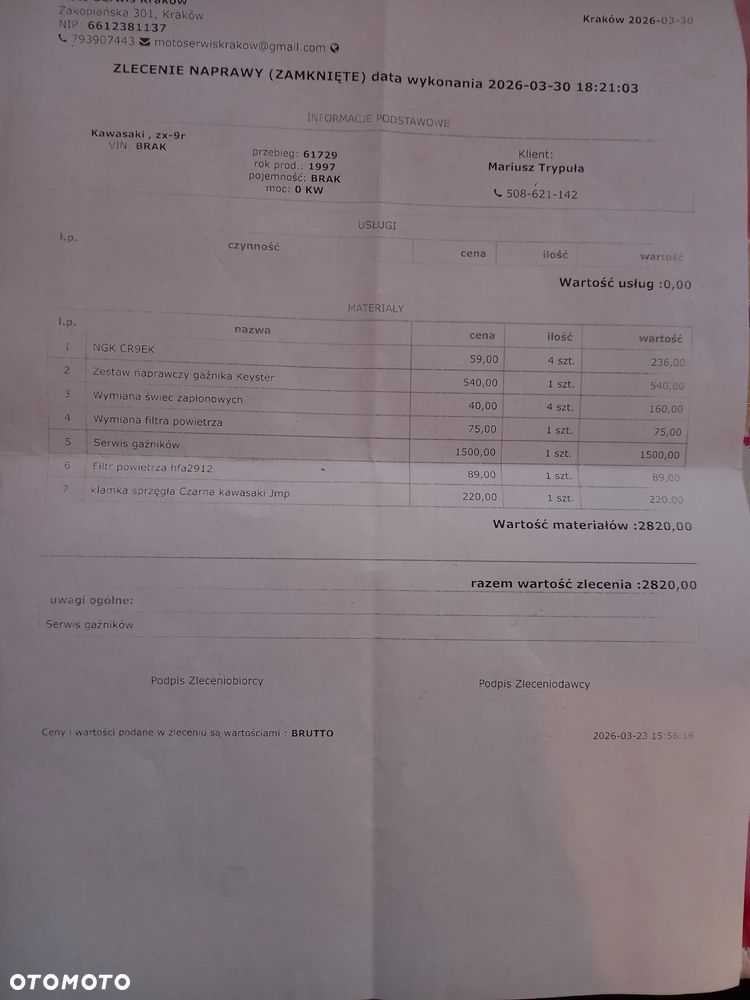 Zakopiańska 301, Kraków
NIP: 6612381137
793907443 motoserwiskrakow@gmail.com
Kraków 2026-03-30
ZLECENIE NAPRAWY (ZAMKNIĘTE) data wykonania 2026-03-30 18:21:03
INFORMACJE PODSTAWOWE
Kawasaki , zx-9r
VIN: BRAK
przebieg: 61729
rok prod.: 1997
pojemność: BRAK
moc: 0 KW
Klient:
Mariusz Trypuła
,
508-621-142
USŁUGI
l.p. czynność cena ilość wartość
Wartość usług :0,00
MATERIAŁY
l.p. nazwa cena ilość wartość
1 NGK CR9EK 59,00 4 szt. 236,00
2 Zestaw naprawczy gaźnika Keyster 540,00 1 szt. 540,00
3 Wymiana świec zapłonowych 40,00 4 szt. 160,00
4 Wymiana filtra powietrza 75,00 1 szt. 75,00
5 Serwis gaźników 1500,00 1 szt. 1500,00
6 Filtr powietrza hfa2912 89,00 1 szt. 89,00
7 klamka sprzęgła Czarna kawasaki Jmp 220,00 1 szt. 220,00
Wartość materiałów :2820,00
razem wartość zlecenia :2820,00
uwagi ogólne:
Serwis gaźników
Podpis Zleceniobiorcy
Podpis Zleceniodawcy
Ceny i wartości podane w zleceniu są wartościami : BRUTTO
2026-03-23 15:56:16
OTOMOTO